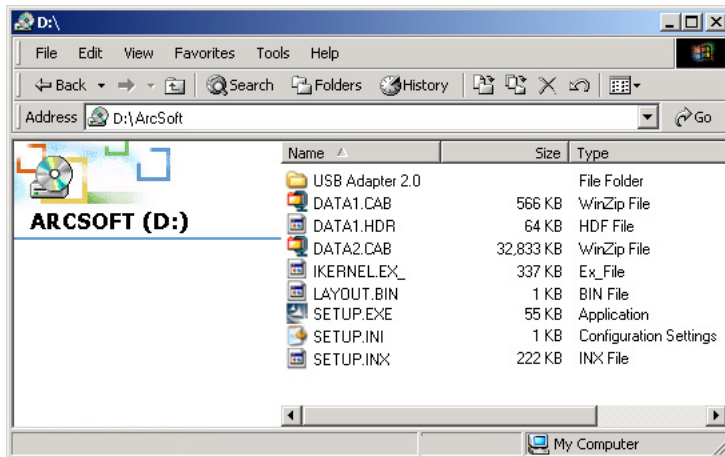 D:\
File Edit View Favorites Tools Help
Back Search Folders History
Address D:\ArcSoft Go
Name Size Type
ARCSOFT (D:)
USB Adapter 2.0 File Folder
DATA1.CAB 566 KB WinZip File
DATA1.HDR 64 KB HDF File
DATA2.CAB 32,833 KB WinZip File
IKERNEL.EX_ 337 KB Ex_File
LAYOUT.BIN 1 KB BIN File
SETUP.EXE 55 KB Application
SETUP.INI 1 KB Configuration Settings
SETUP.INX 222 KB INX File
My Computer